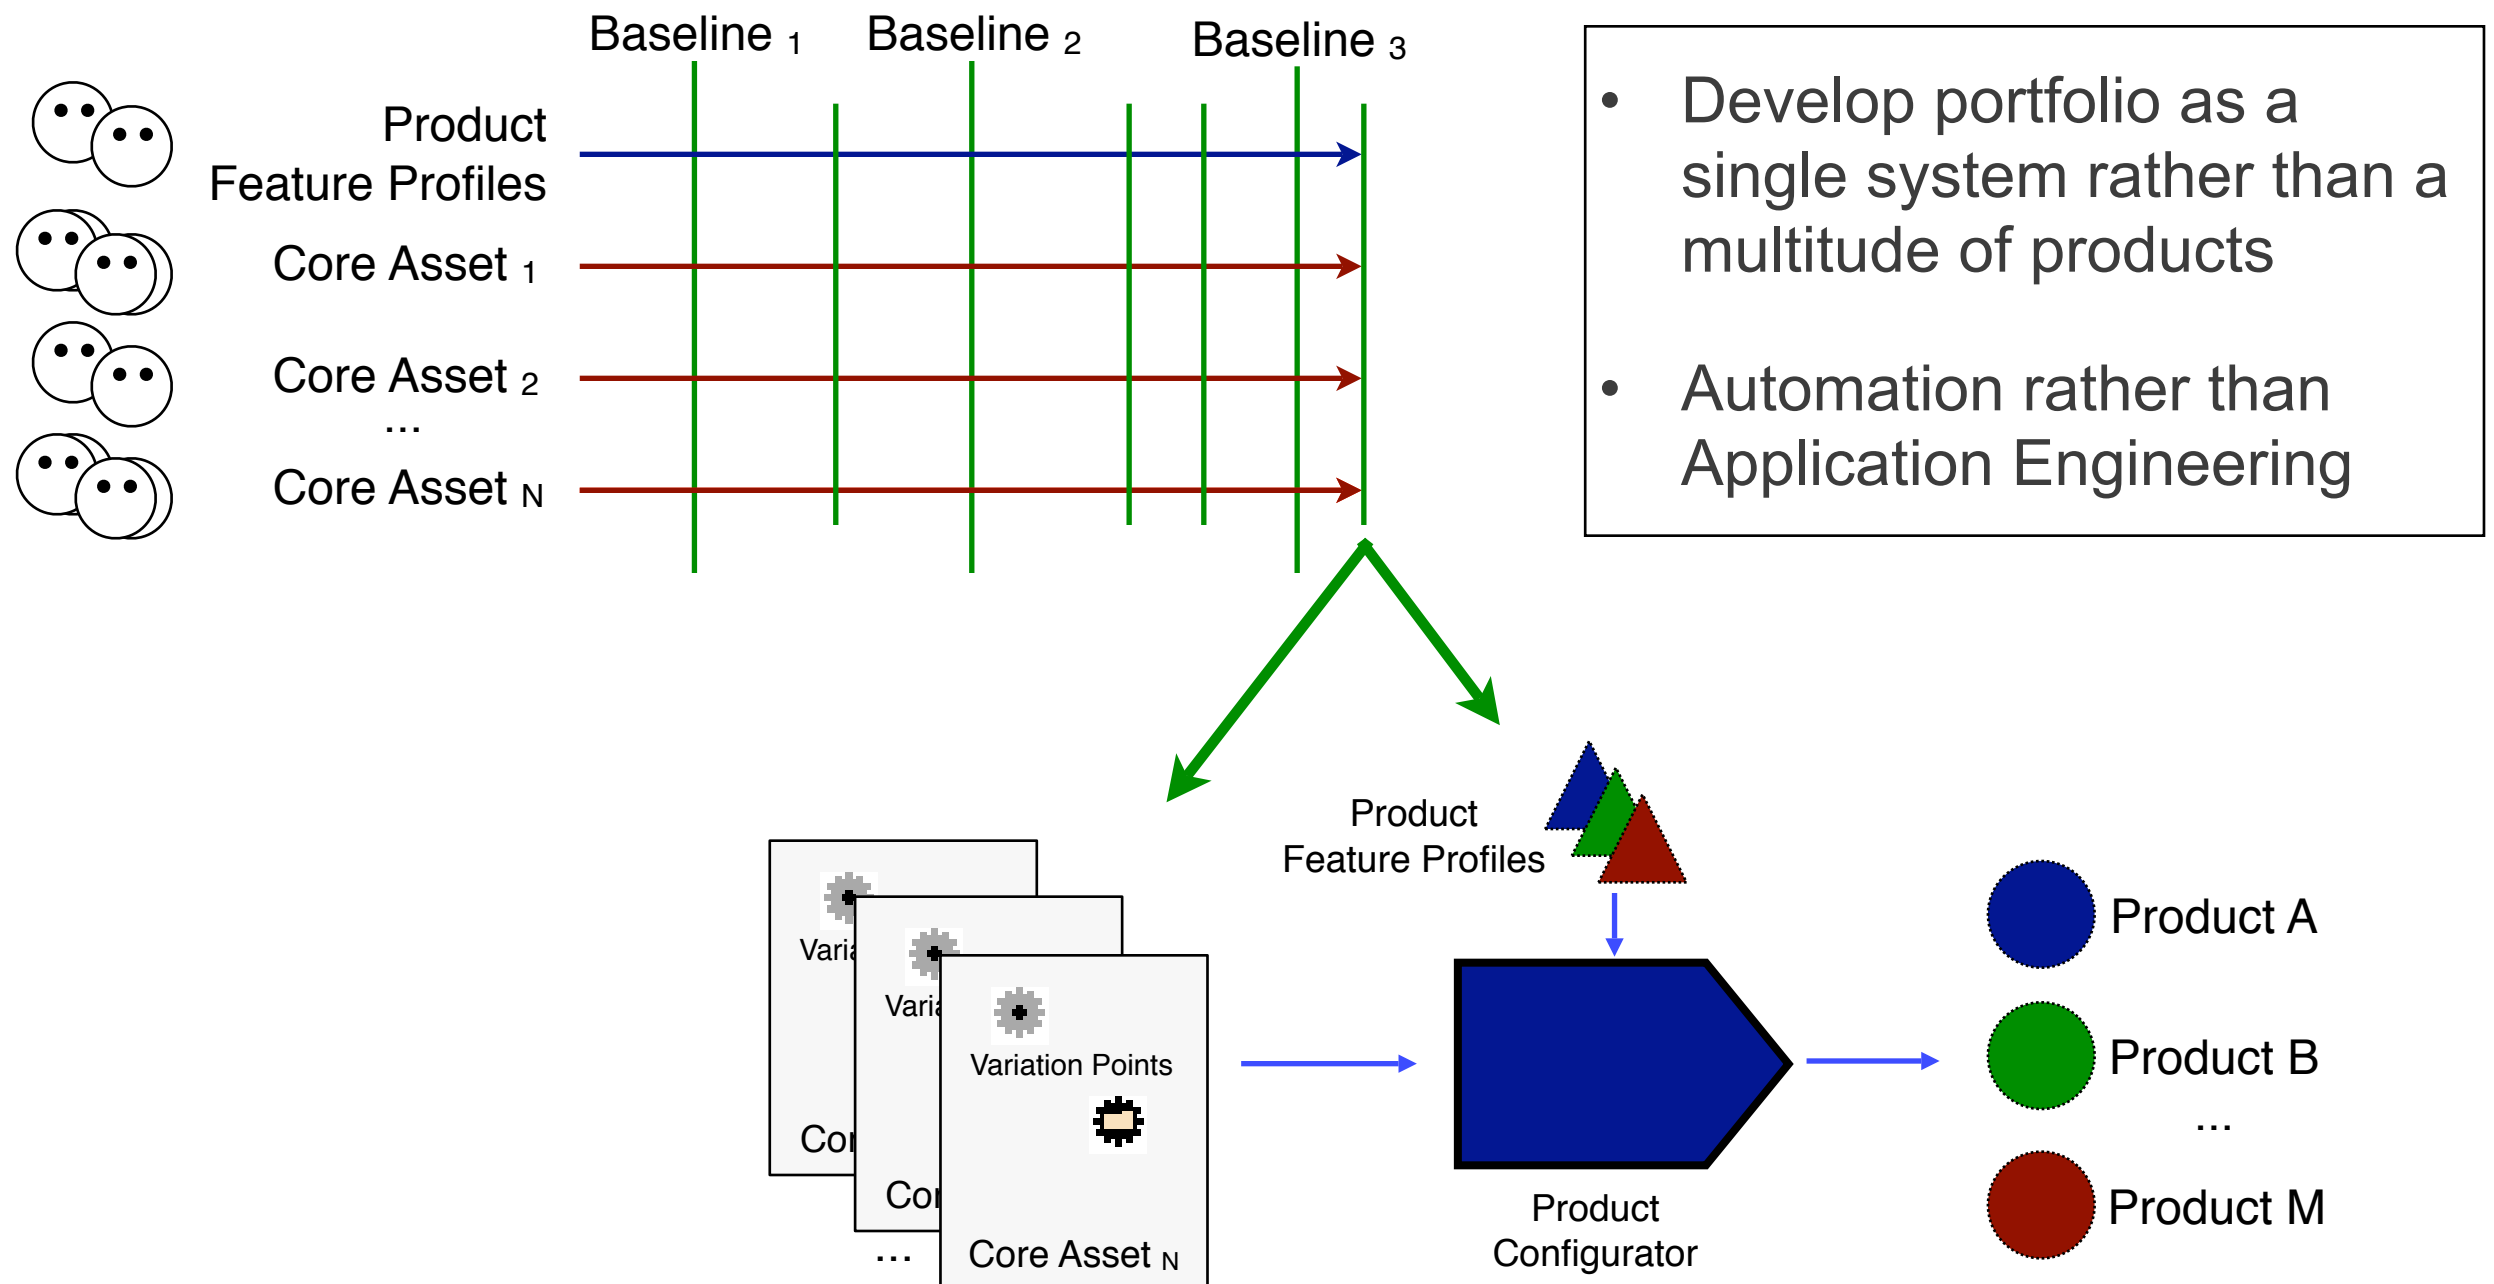 Baseline 1
Baseline 2
Baseline 3
Product
Feature Profiles
Core Asset 1
Core Asset 2
...
Core Asset N
• Develop portfolio as a
single system rather than a
multitude of products
• Automation rather than
Application Engineering
Product
Feature Profiles
Variation Points
Core Asset N
...
Product
Configurator
Product A
Product B
...
Product M